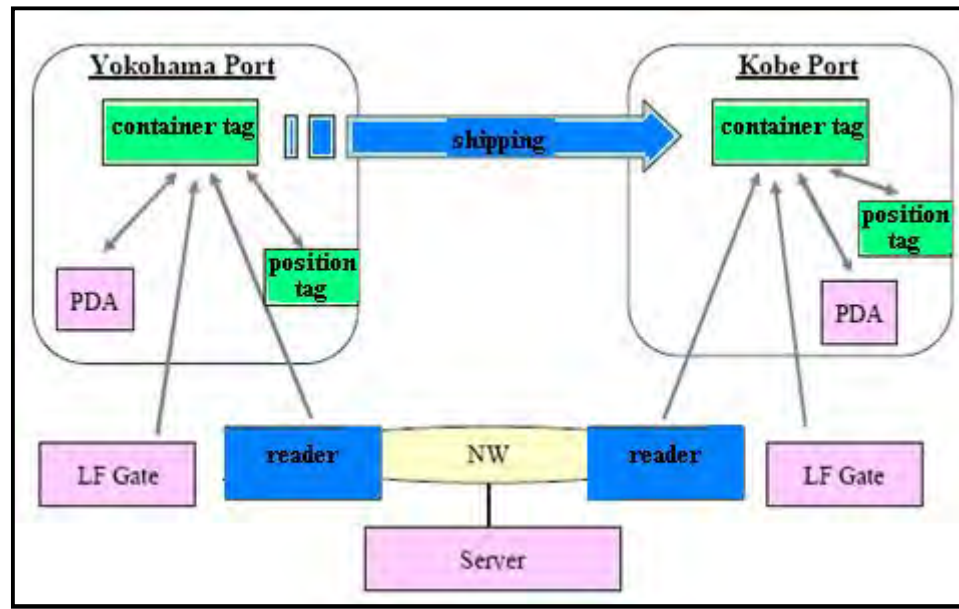 Yokohama Port
container tag
PDA
position
tag
shipping
Kobe Port
container tag
position
tag
PDA
LF Gate
reader
NW
reader
LF Gate
Server